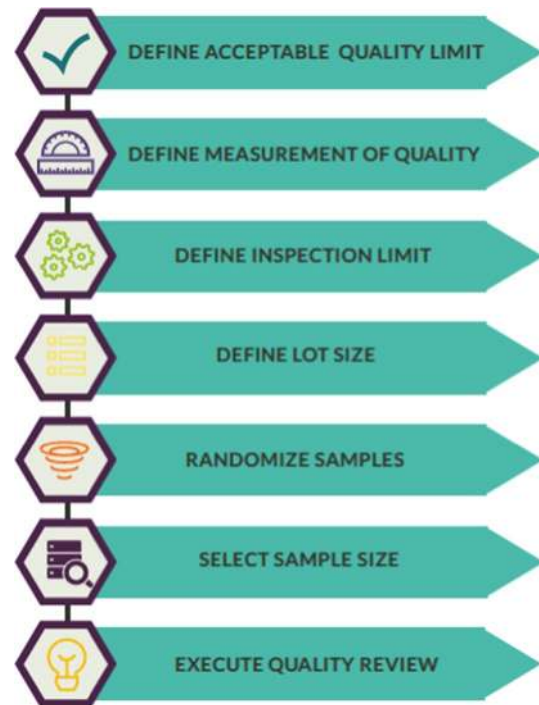 DEFINE ACCEPTABLE QUALITY LIMIT
DEFINE MEASUREMENT OF QUALITY
DEFINE INSPECTION LIMIT
DEFINE LOT SIZE
RANDOMIZE SAMPLES
SELECT SAMPLE SIZE
EXECUTE QUALITY REVIEW